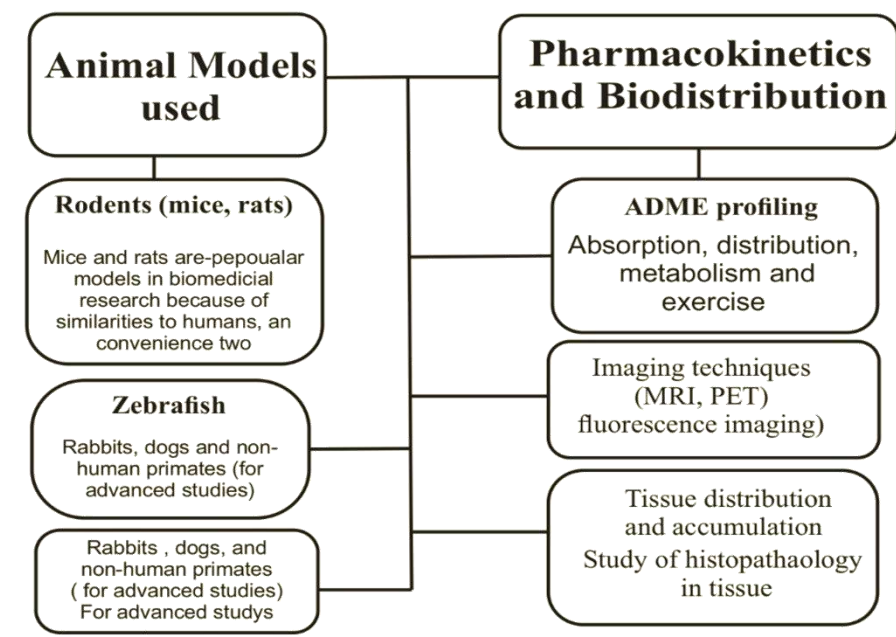 Animal Models
used
Rodents (mice, rats)
Mice and rats are-pepoualar
models in biomedicial
research because of
similarities to humans, an
convenience two
Zebrafish
Rabbits, dogs and non-
human primates (for
advanced studies)
Rabbits , dogs, and
non-human primates
( for advanced studies)
For advanced studys
Pharmacokinetics
and Biodistribution
ADME profiling
Absorption, distribution,
metabolism and
exercise
Imaging techniques
(MRI, PET)
fluorescence imaging)
Tissue distribution
and accumulation
Study of histopathaology
in tissue